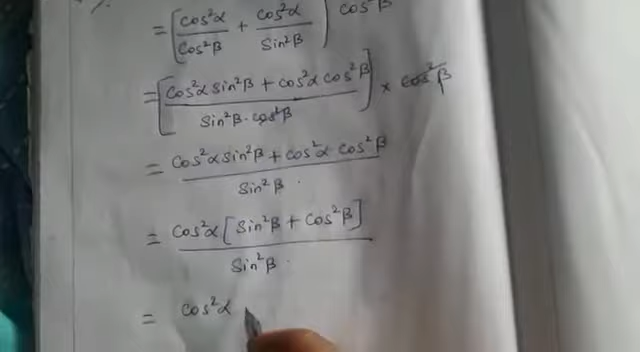 = [cos²α/cos²β + cos²α/sin²β] cos²β
= [cos²α sin²β + cos²α cos²β / sin²β · cos²β] × cos²β
= cos²α sin²β + cos²α cos²β / sin²β ·
= cos²α [sin²β + cos²β] / sin²β ·
= cos²α